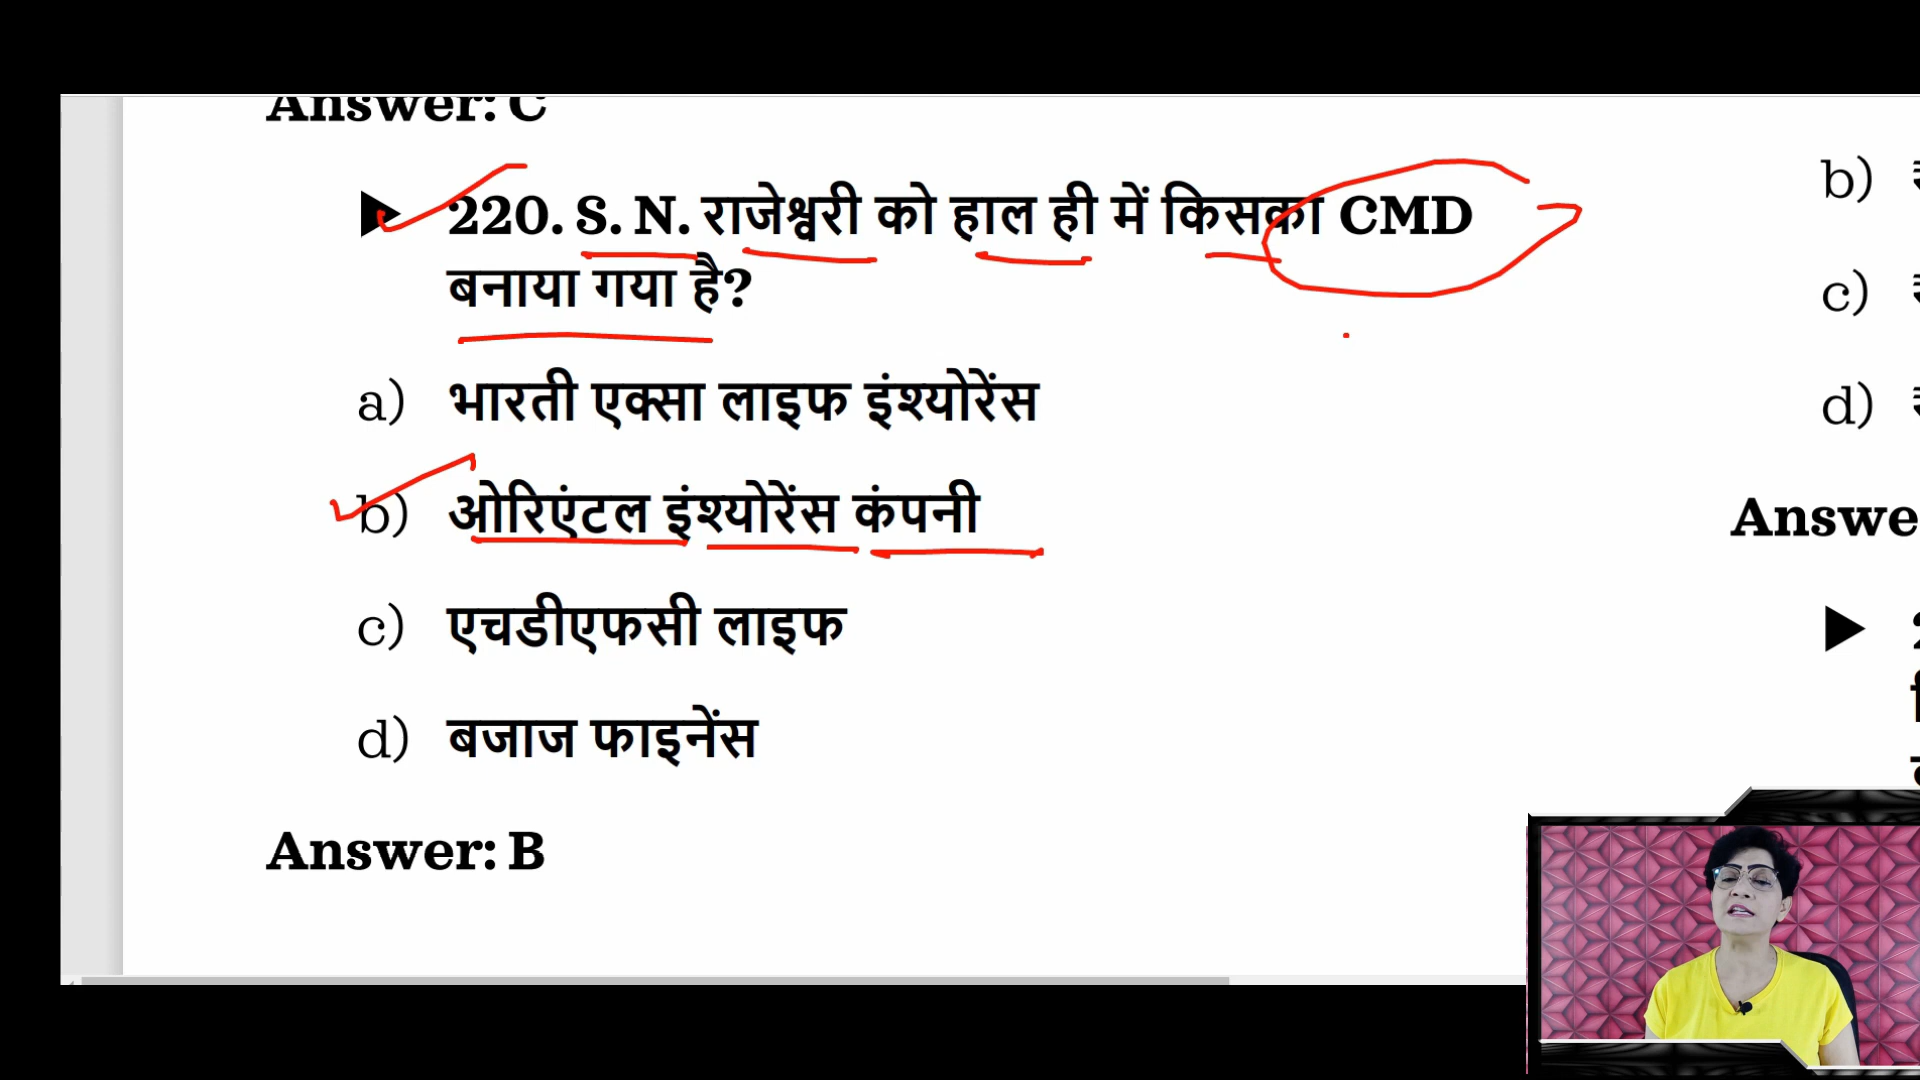 Answer: C
220. S. N. राजेश्वरी को हाल ही में किसका CMD
बनाया गया है?
a) भारती एक्सा लाइफ इंश्योरेंस
b) ओरिएंटल इंश्योरेंस कंपनी
c) एचडीएफसी लाइफ
d) बजाज फाइनेंस
Answer: B
b)
c)
d)